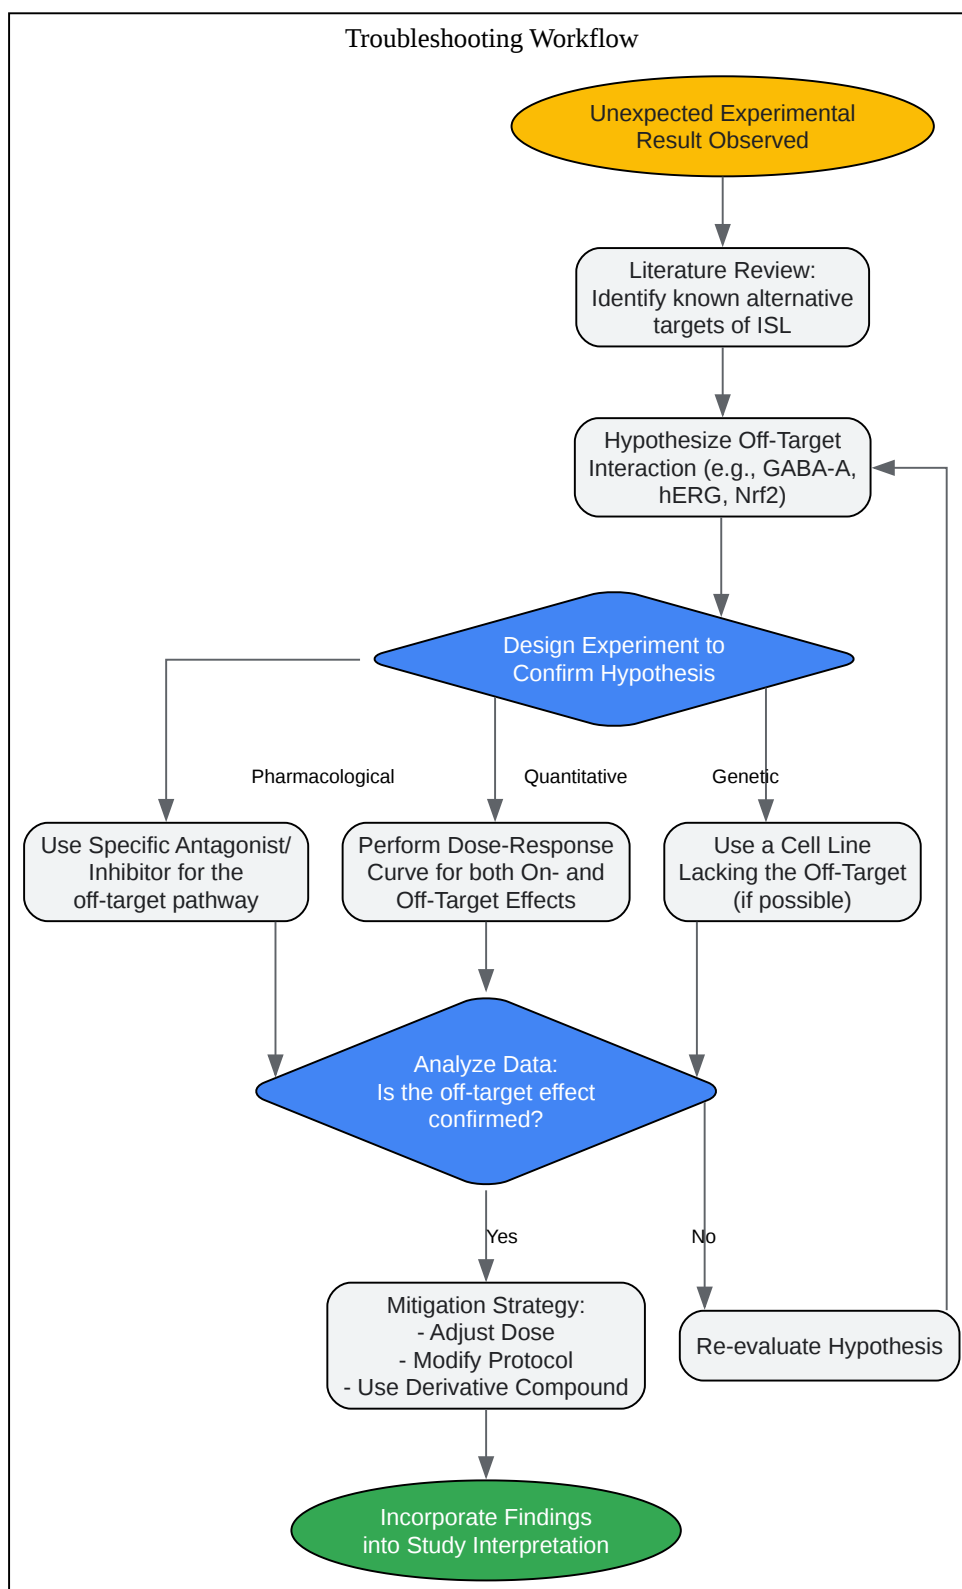 Troubleshooting Workflow
Unexpected Experimental
Result Observed
Literature Review:
Identify known alternative
targets of ISL
Hypothesize Off-Target
Interaction (e.g., GABA-A,
hERG, Nrf2)
Design Experiment to
Confirm Hypothesis
Pharmacological
Quantitative
Genetic
Use Specific Antagonist/
Inhibitor for the
off-target pathway
Perform Dose-Response
Curve for both On- and
Off-Target Effects
Use a Cell Line
Lacking the Off-Target
(if possible)
Analyze Data:
Is the off-target effect
confirmed?
Yes
No
Mitigation Strategy:
- Adjust Dose
- Modify Protocol
- Use Derivative Compound
Re-evaluate Hypothesis
Incorporate Findings
into Study Interpretation